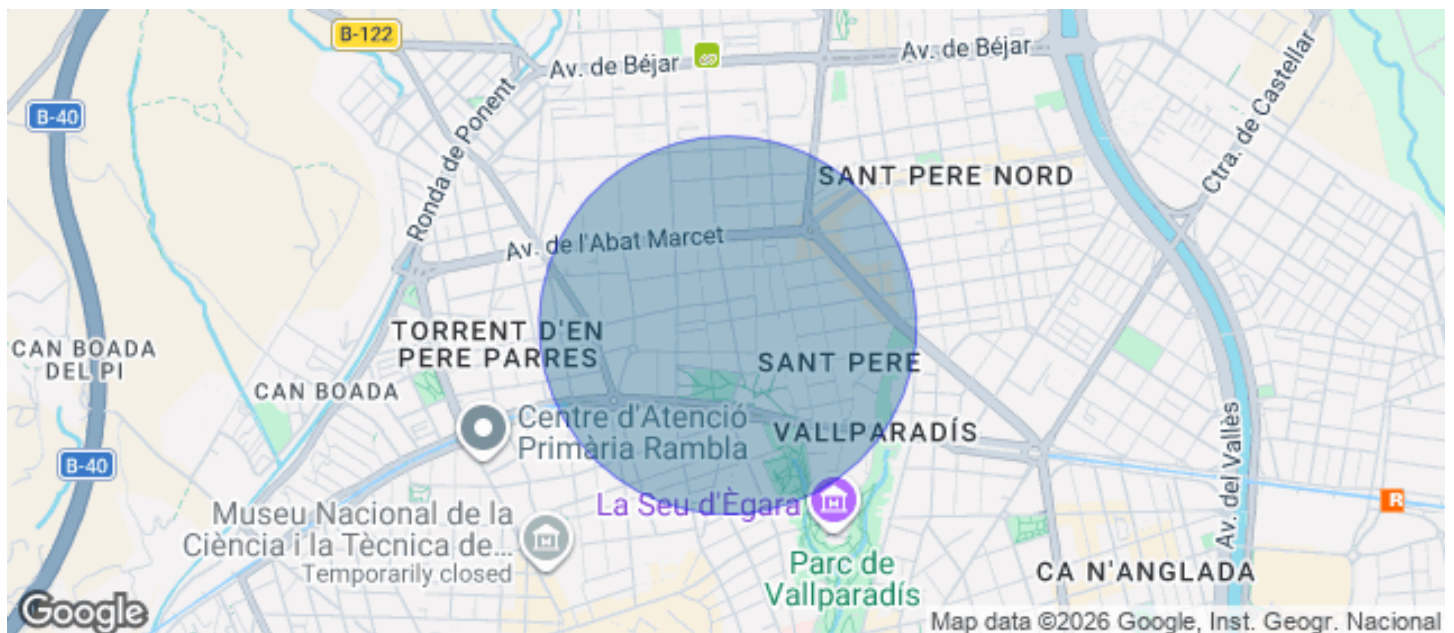 B-122
Av. de Béjar
Av. de Béjar
B-40
Ronda de Ponent
Ctra. de Castellar
SANT PERE NORD
Av. de l'Abat Marcet
TORRENT D'EN
PERE PARRES
CAN BOADA
DEL PI
SANT PERE
CAN BOADA
Centre d'Atenció
Primària Rambla
VALLPARADÍS
B-40
La Seu d'Ègara
Av. del Vallès
R
Museu Nacional de la
Ciència i la Tècnica de...
Temporarily closed
Parc de
Vallparadís
CA N'ANGLADA
Google
Map data ©2026 Google, Inst. Geogr. Nacional